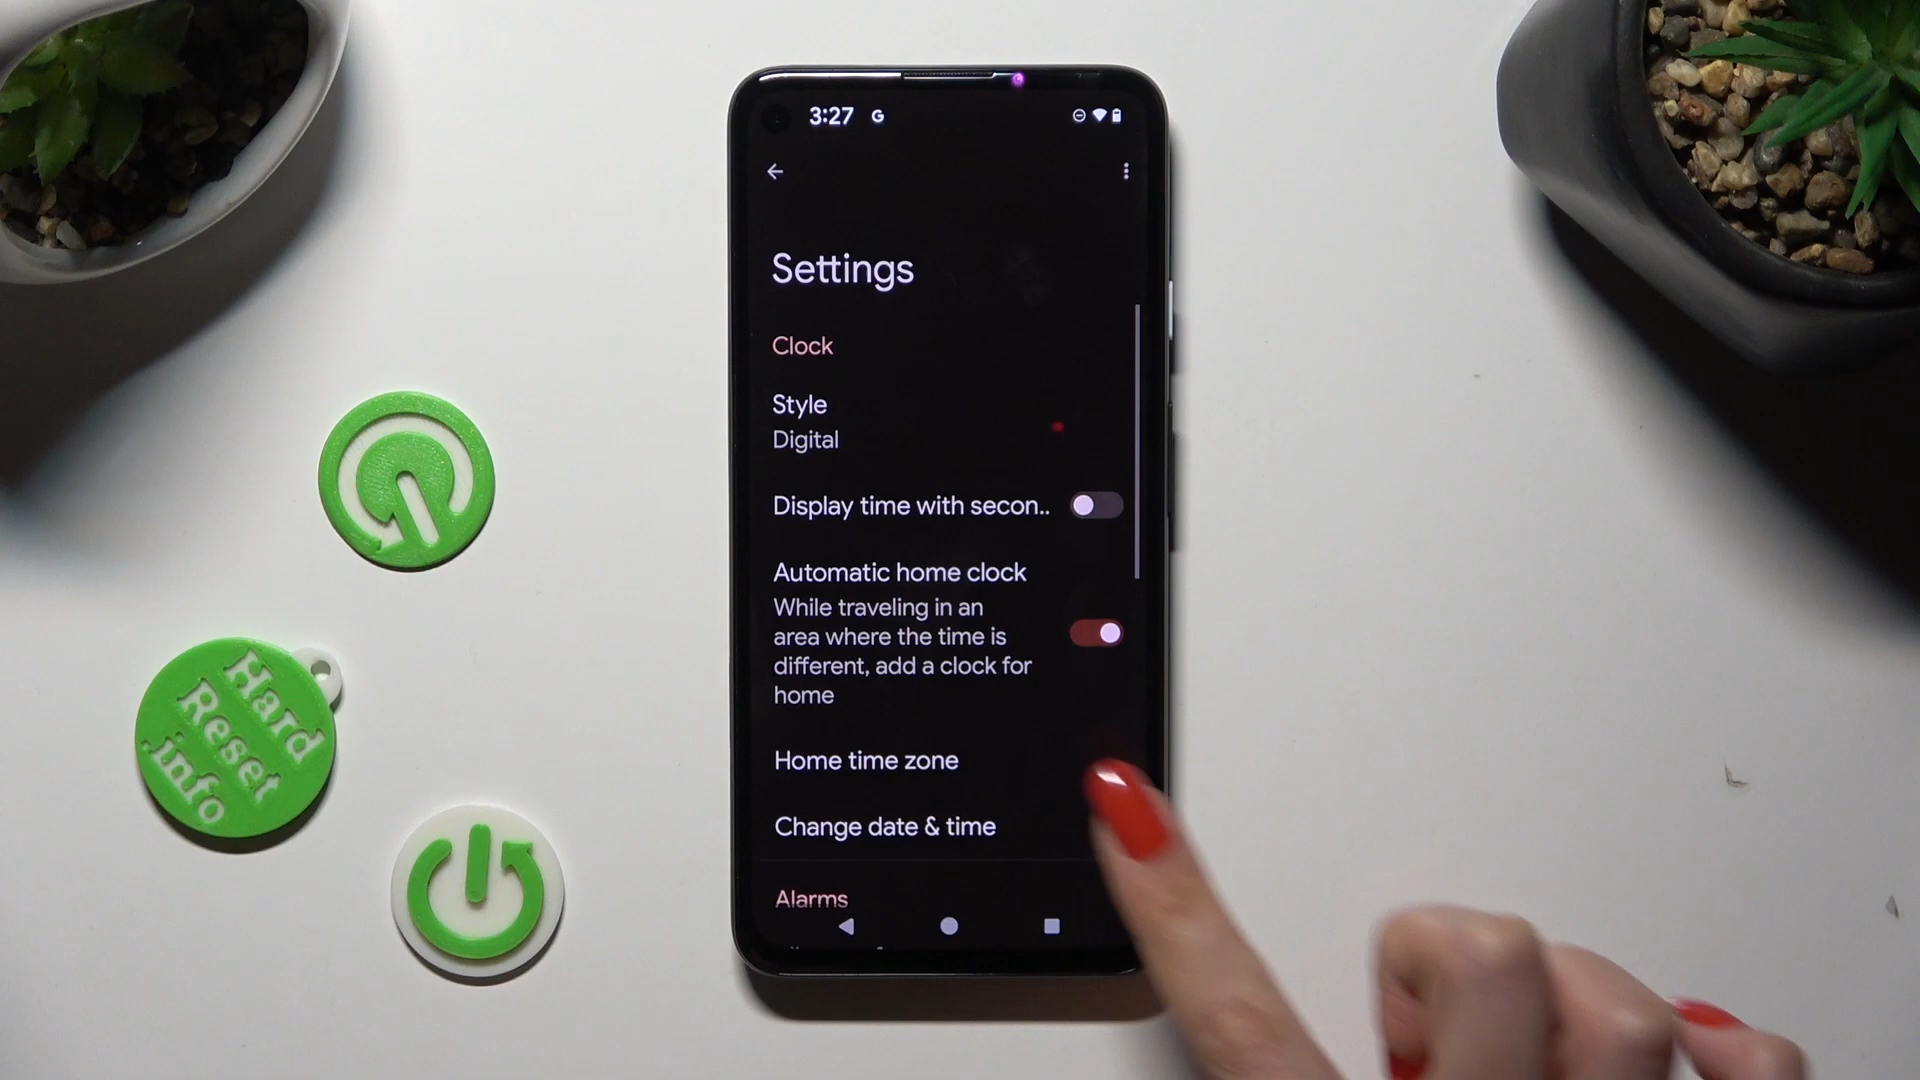 3:27 G
Settings
Clock
Style
Digital
Display time with secon..
Automatic home clock
While traveling in an
area where the time is
different, add a clock for
home
Home time zone
Change date & time
Alarms
Hard
Reset
.info